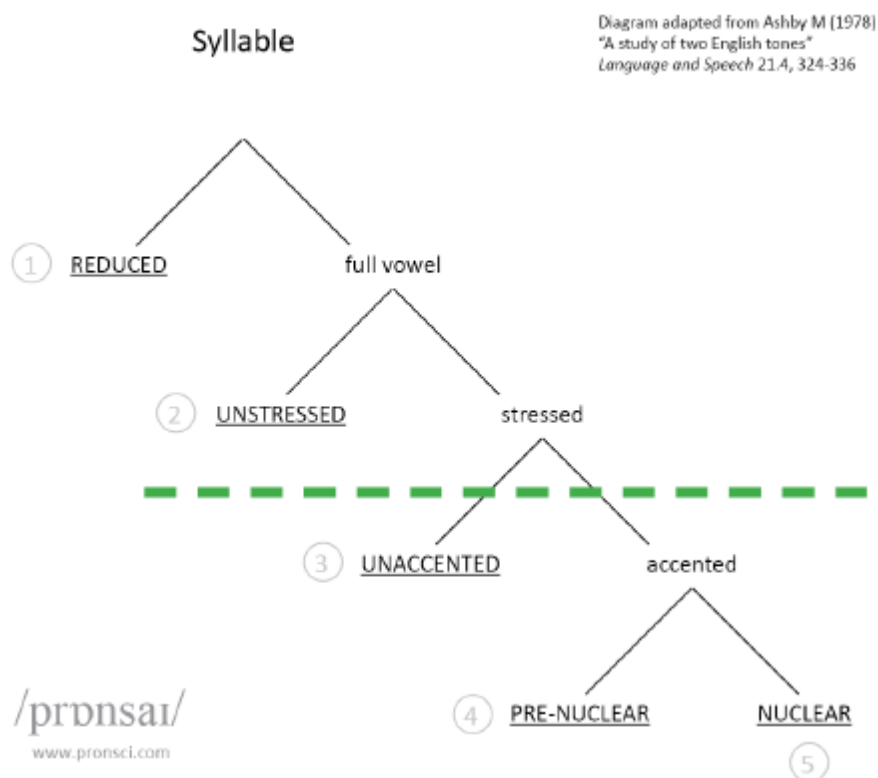 Syllable
Diagram adapted from Ashby M (1978)
“A study of two English tones”
Language and Speech 21.4, 324-336
1 REDUCED
full vowel
2 UNSTRESSED
stressed
3 UNACCENTED
accented
4 PRE-NUCLEAR
NUCLEAR
5
/prɒnsaɪ/
www.pronsci.com